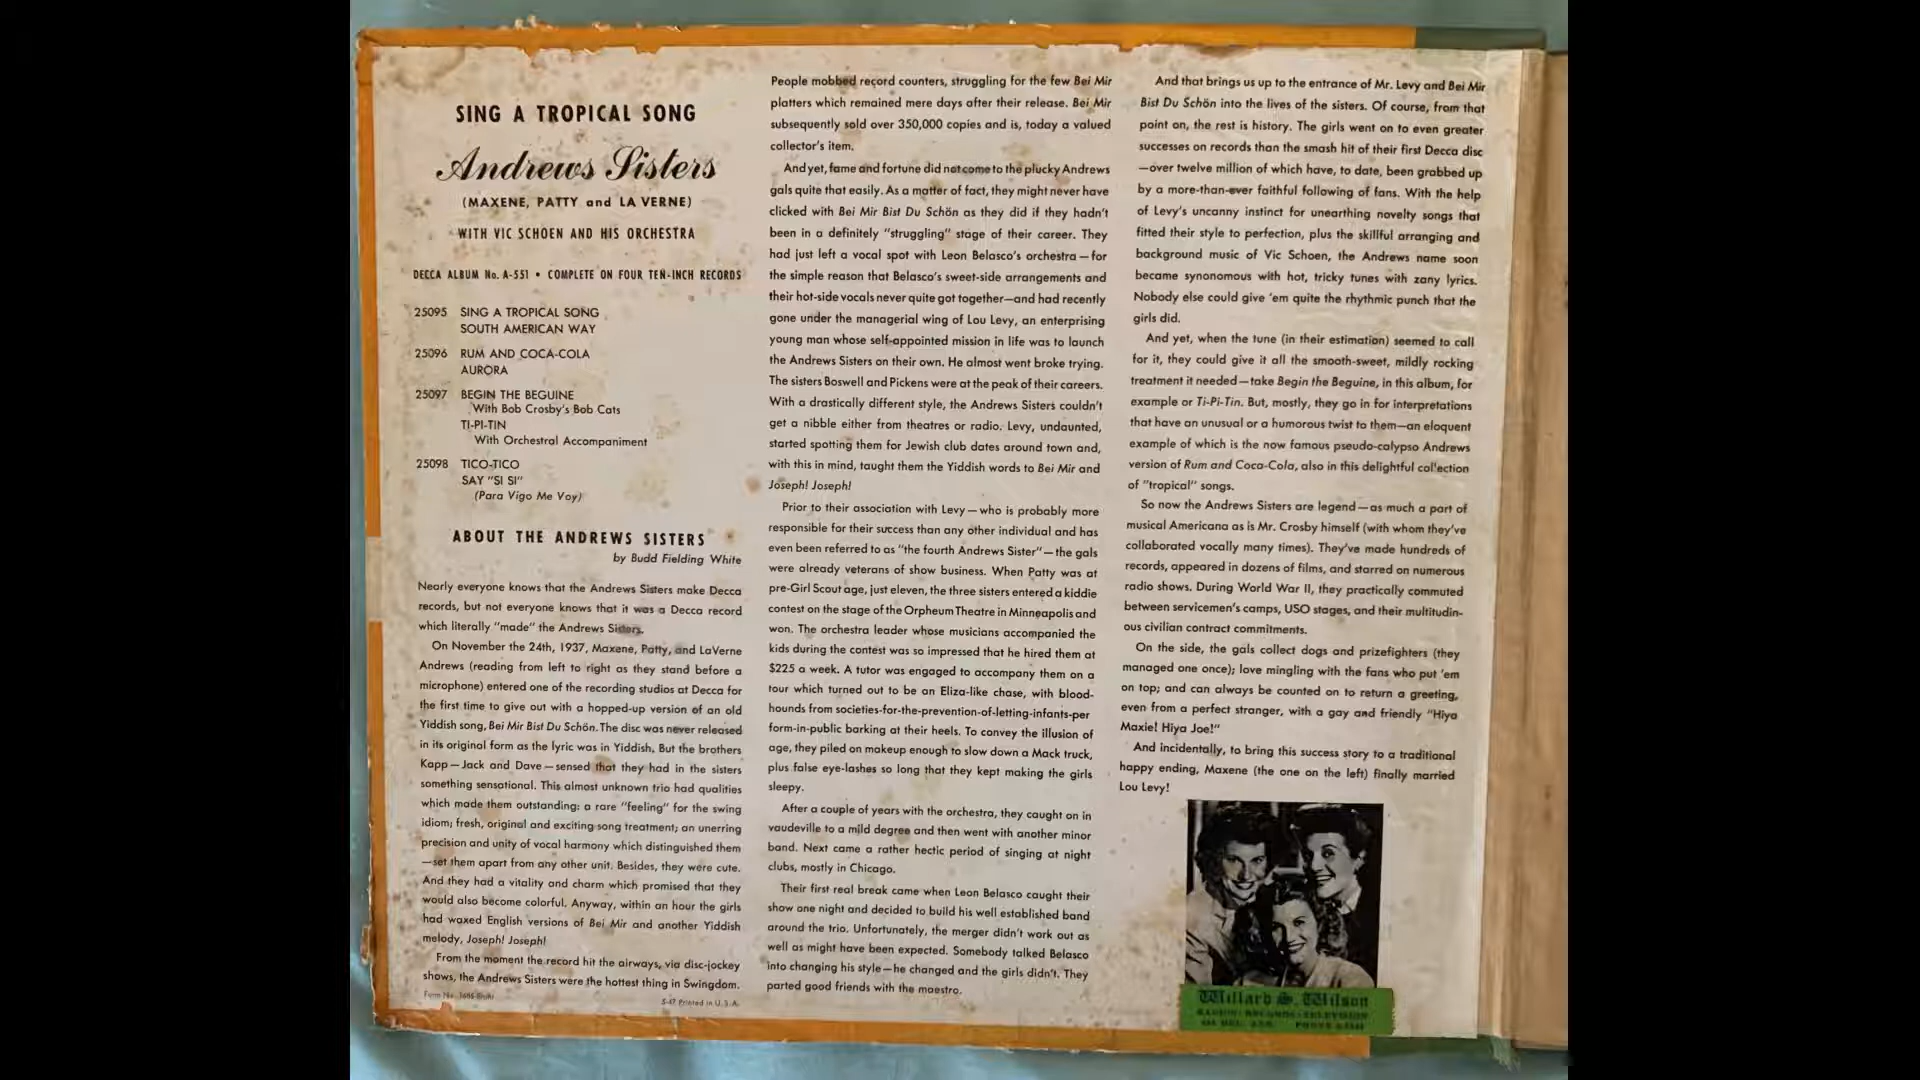 SING A TROPICAL SONG
Andrews Sisters
(MAXENE, PATTY and LA VERNE)
WITH VIC SCHOEN AND HIS ORCHESTRA
DECCA ALBUM No. A-551 • COMPLETE ON FOUR TEN-INCH RECORDS
25095 SING A TROPICAL SONG
SOUTH AMERICAN WAY
25096 RUM AND COCA-COLA
AURORA
25097 BEGIN THE BEGUINE
With Bob Crosby's Bob Cats
TI-PI-TIN
With Orchestral Accompaniment
25098 TICO-TICO
SAY "SI SI"
(Para Vigo Me Voy)
ABOUT THE ANDREWS SISTERS
by Budd Fielding White
Nearly everyone knows that the Andrews Sisters make Decca
records, but not everyone knows that it was a Decca record
which literally "made" the Andrews Sisters.
On November the 24th, 1937, Maxene, Patty, and LaVerne
Andrews (reading from left to right as they stand before a
microphone) entered one of the recording studios at Decca for
the first time to give out with a hopped-up version of an old
Yiddish song, Bei Mir Bist Du Schön. The disc was never released
in its original form as the lyric was in Yiddish. But the brothers
Kapp—Jack and Dave—sensed that they had in the sisters
something sensational. This almost unknown trio had qualities
which made them outstanding: a rare "feeling" for the swing
idiom; fresh, original and exciting song treatment; an unerring
precision and unity of vocal harmony which distinguished them
—set them apart from any other unit. Besides, they were cute.
And they had a vitality and charm which promised that they
would also become colorful. Anyway, within an hour the girls
had waxed English versions of Bei Mir and another Yiddish
melody, Joseph! Joseph!
From the moment the record hit the airways, via disc-jockey
shows, the Andrews Sisters were the hottest thing in Swingdom.
Form No.
5-47 Printed in U.S.A.
People mobbed record counters, struggling for the few Bei Mir
platters which remained mere days after their release. Bei Mir
subsequently sold over 350,000 copies and is, today a valued
collector's item.
And yet, fame and fortune did not come to the plucky Andrews
gals quite that easily. As a matter of fact, they might never have
clicked with Bei Mir Bist Du Schön as they did if they hadn't
been in a definitely "struggling" stage of their career. They
had just left a vocal spot with Leon Belasco's orchestra—for
the simple reason that Belasco's sweet-side arrangements and
their hot-side vocals never quite got together—and had recently
gone under the managerial wing of Lou Levy, an enterprising
young man whose self-appointed mission in life was to launch
the Andrews Sisters on their own. He almost went broke trying.
The sisters Boswell and Pickens were at the peak of their careers.
With a drastically different style, the Andrews Sisters couldn't
get a nibble either from theatres or radio. Levy, undaunted,
started spotting them for Jewish club dates around town and,
with this in mind, taught them the Yiddish words to Bei Mir and
Joseph! Joseph!
Prior to their association with Levy—who is probably more
responsible for their success than any other individual and has
even been referred to as "the fourth Andrews Sister"—the gals
were already veterans of show business. When Patty was at
pre-Girl Scout age, just eleven, the three sisters entered a kiddie
contest on the stage of the Orpheum Theatre in Minneapolis and
won. The orchestra leader whose musicians accompanied the
kids during the contest was so impressed that he hired them at
$225 a week. A tutor was engaged to accompany them on a
tour which turned out to be an Eliza-like chase, with blood-
hounds from societies-for-the-prevention-of-letting-infants-per
form-in-public barking at their heels. To convey the illusion of
age, they piled on makeup enough to slow down a Mack truck,
plus false eye-lashes so long that they kept making the girls
sleepy.
After a couple of years with the orchestra, they caught on in
vaudeville to a mild degree and then went with another minor
band. Next came a rather hectic period of singing at night
clubs, mostly in Chicago.
Their first real break came when Leon Belasco caught their
show one night and decided to build his well established band
around the trio. Unfortunately, the merger didn't work out as
well as might have been expected. Somebody talked Belasco
into changing his style—he changed and the girls didn't. They
parted good friends with the maestro.
And that brings us up to the entrance of Mr. Levy and Bei Mir
Bist Du Schön into the lives of the sisters. Of course, from that
point on, the rest is history. The girls went on to even greater
successes on records than the smash hit of their first Decca disc
—over twelve million of which have, to date, been grabbed up
by a more-than-ever faithful following of fans. With the help
of Levy's uncanny instinct for unearthing novelty songs that
fitted their style to perfection, plus the skillful arranging and
background music of Vic Schoen, the Andrews name soon
became synonomous with hot, tricky tunes with zany lyrics.
Nobody else could give 'em quite the rhythmic punch that the
girls did.
And yet, when the tune (in their estimation) seemed to call
for it, they could give it all the smooth-sweet, mildly rocking
treatment it needed—take Begin the Beguine, in this album, for
example or Ti-Pi-Tin. But, mostly, they go in for interpretations
that have an unusual or a humorous twist to them—an eloquent
example of which is the now famous pseudo-calypso Andrews
version of Rum and Coca-Cola, also in this delightful collection
of "tropical" songs.
So now the Andrews Sisters are legend—as much a part of
musical Americana as is Mr. Crosby himself (with whom they've
collaborated vocally many times). They've made hundreds of
records, appeared in dozens of films, and starred on numerous
radio shows. During World War II, they practically commuted
between servicemen's camps, USO stages, and their multitudin-
ous civilian contract commitments.
On the side, the gals collect dogs and prizefighters (they
managed one once); love mingling with the fans who put 'em
on top; and can always be counted on to return a greeting,
even from a perfect stranger, with a gay and friendly "Hiya
Maxie! Hiya Joe!"
And incidentally, to bring this success story to a traditional
happy ending, Maxene (the one on the left) finally married
Lou Levy!
Willard S. Wilson
RADIOS RECORDS TELEVISION
PHONE